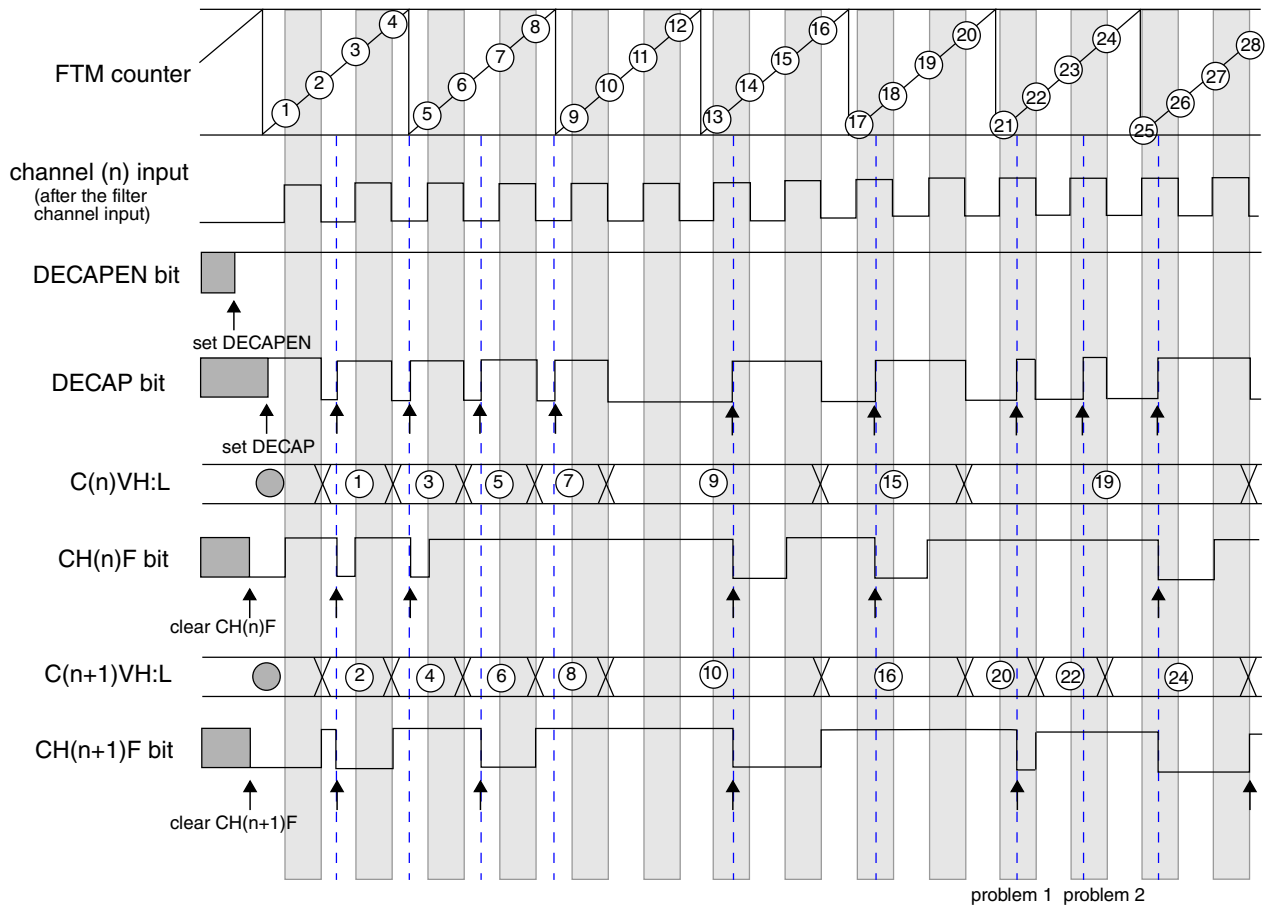 4 8 12 16 20 24 28
3 7 11 15 19 23 27
FTM counter
2 6 10 14 18 22 26
1 5 9 13 17 21 25
channel (n) input
(after the filter
channel input)
DECAPEN bit
set DECAPEN
DECAP bit
set DECAP
C(n)VH:L 1 3 5 7 9 15 19
CH(n)F bit
clear CH(n)F
C(n+1)VH:L 2 4 6 8 10 16 20 22 24
CH(n+1)F bit
clear CH(n+1)F
problem 1 problem 2